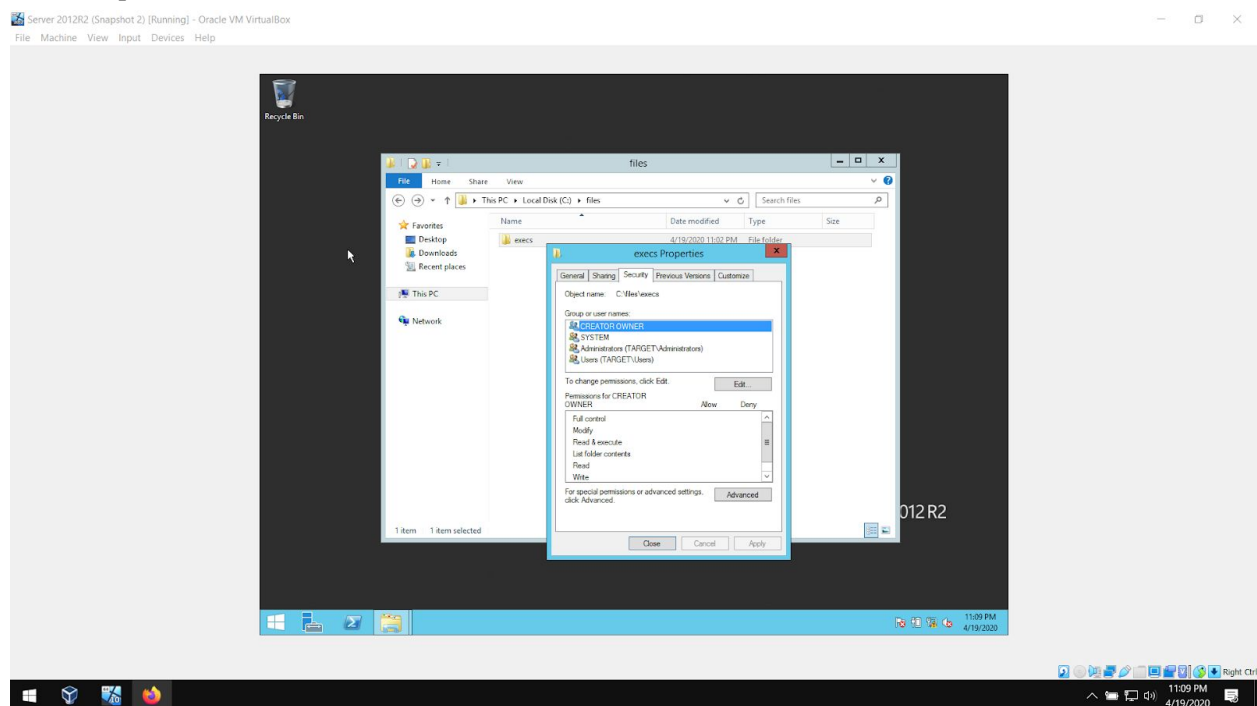 Server 2012R2 (Snapshot 2) [Running] - Oracle VM VirtualBox
File Machine View Input Devices Help
Recycle Bin
files
File Home Share View
This PC ▸ Local Disk (C:) ▸ files
Search files
Name Date modified Type Size
Favorites
Desktop
Downloads
Recent places
This PC
Network
execs 4/19/2020 11:02 PM File folder
execs Properties
General Sharing Security Previous Versions Customize
Object name: C:\files\execs
Group or user names:
CREATOR OWNER
SYSTEM
Administrators (TARGET\Administrators)
Users (TARGET\Users)
To change permissions, click Edit.
Edit...
Permissions for CREATOR
OWNER Allow Deny
Full control
Modify
Read & execute
List folder contents
Read
Write
For special permissions or advanced settings,
click Advanced.
Advanced
Close Cancel Apply
1 item 1 item selected
012 R2
11:09 PM
4/19/2020
Right Ctrl
11:09 PM
4/19/2020